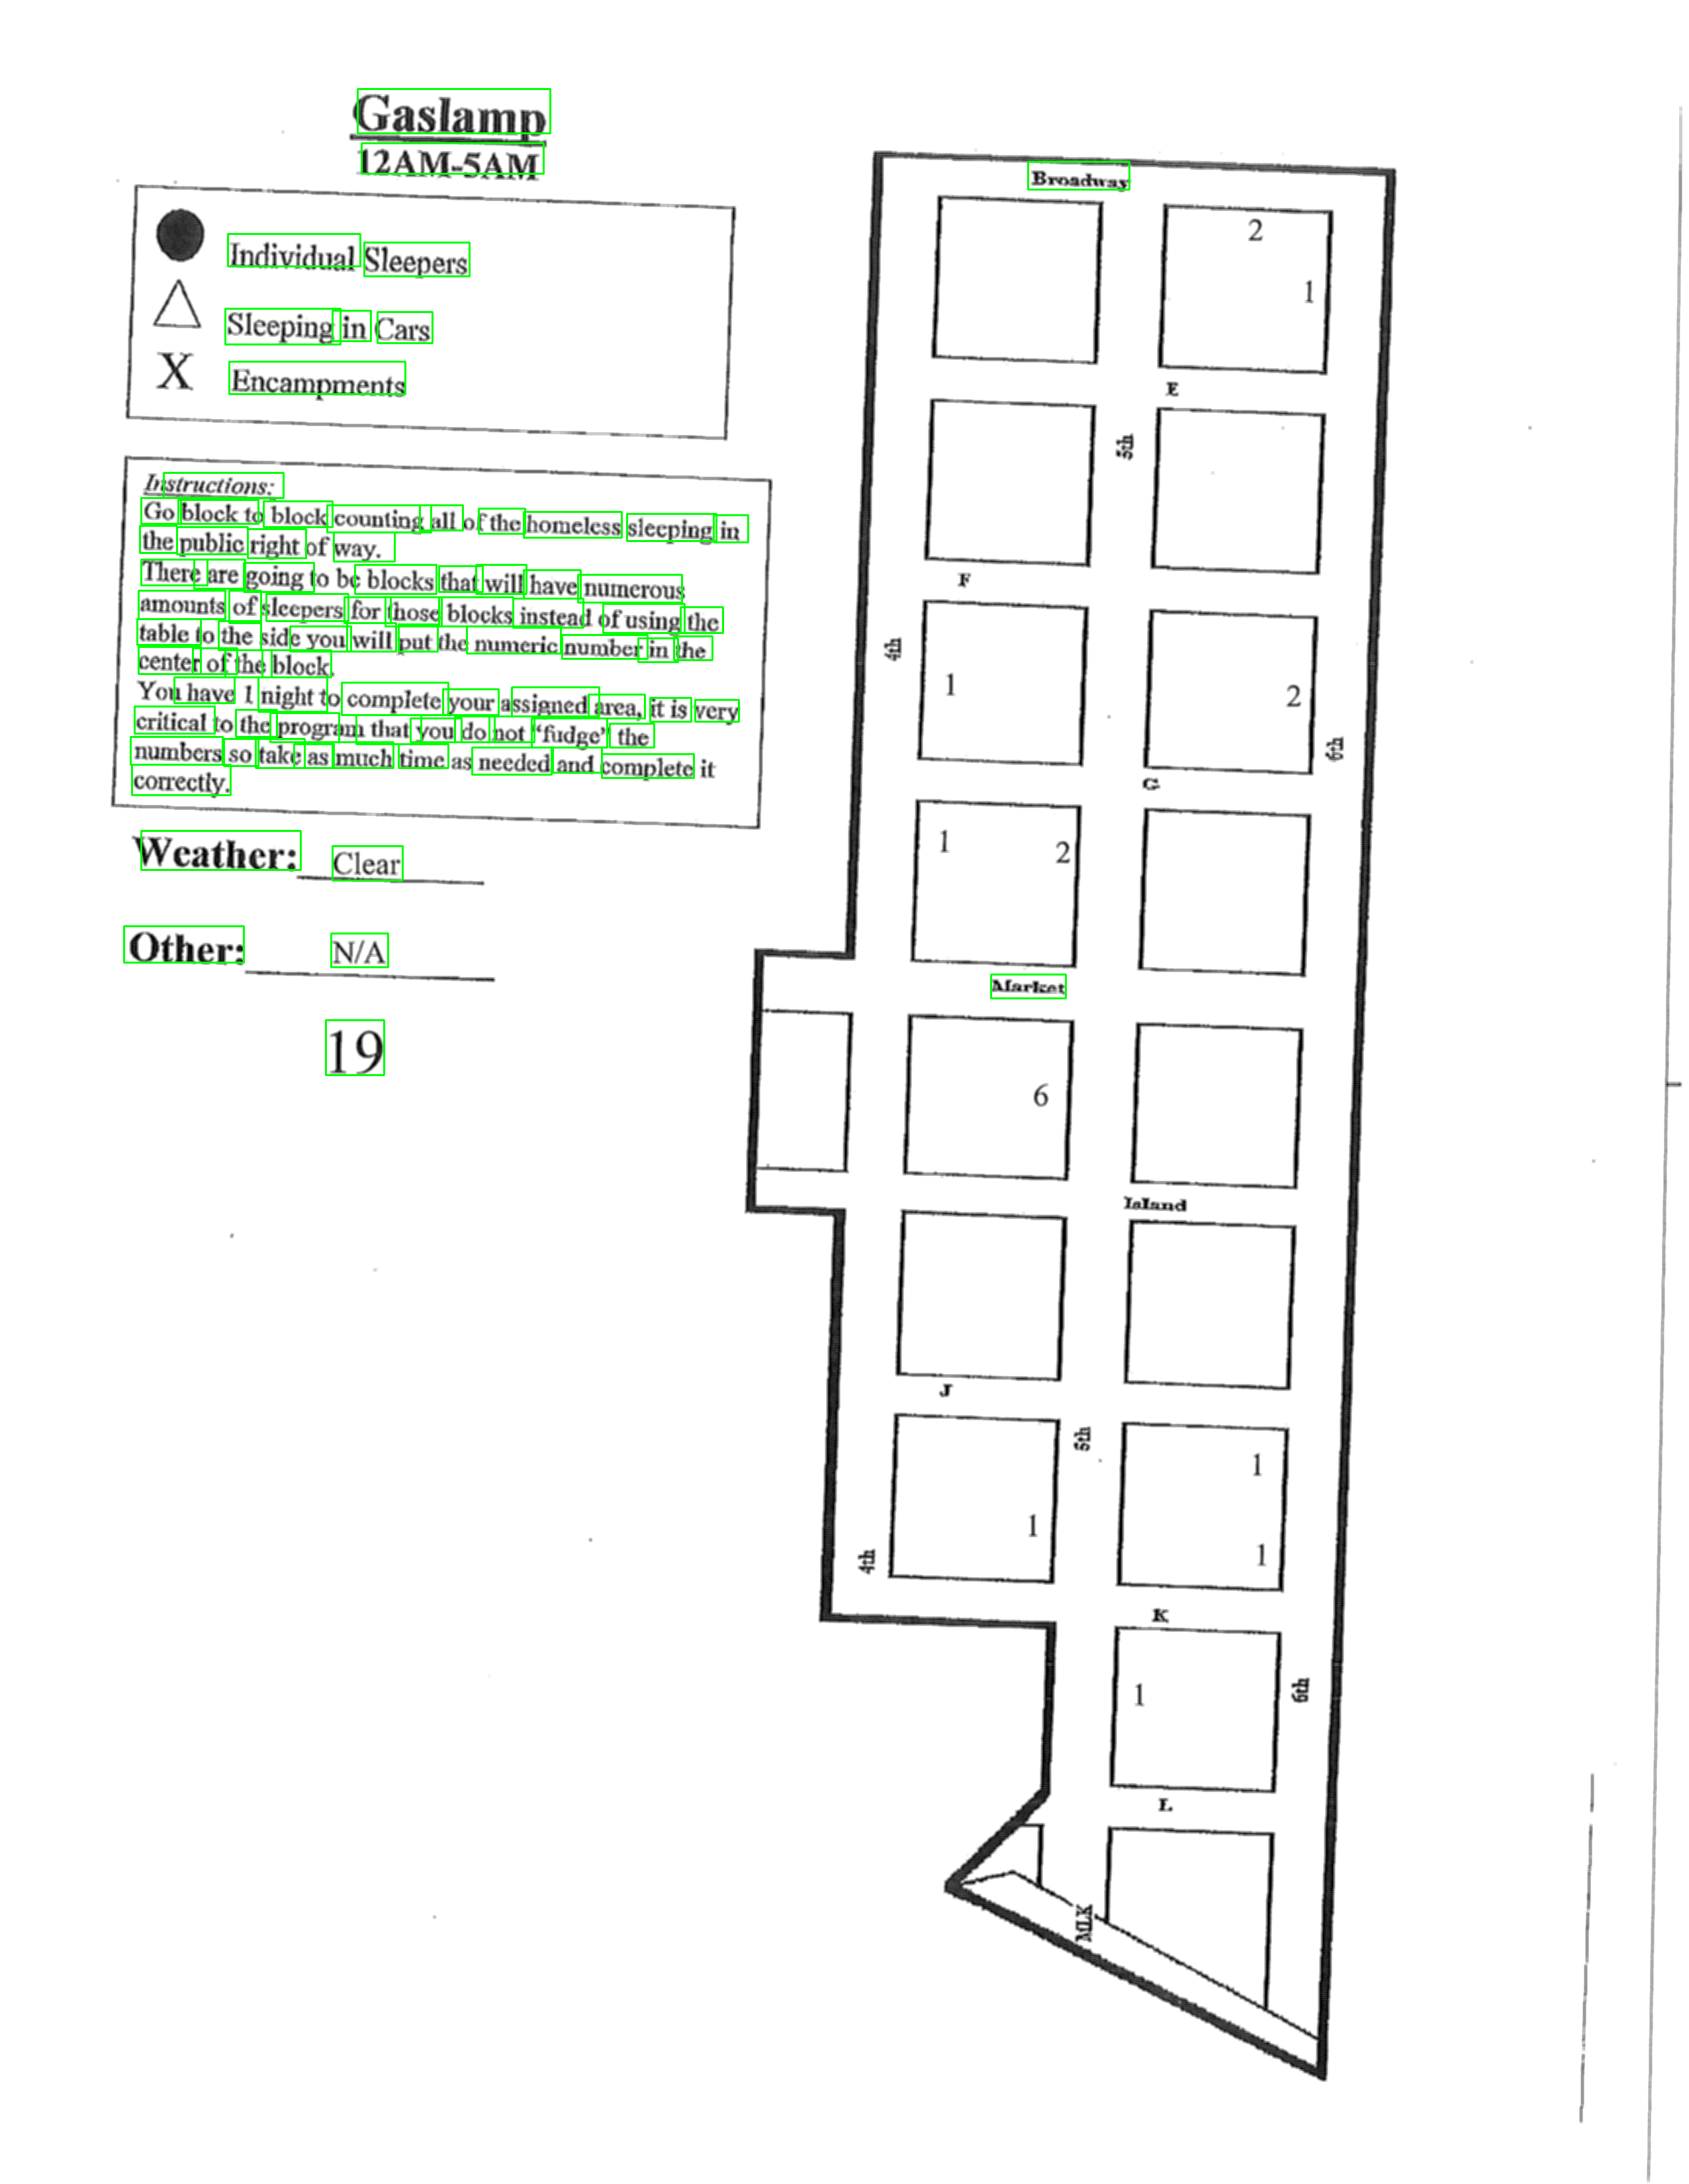 Gaslamp
12AM-5AM
Individual Sleepers
Sleeping in Cars
X Encampments
Instructions:
Go block to block counting all of the homeless sleeping in
the public right of way.
There are going to be blocks that will have numerous
amounts of sleepers for those blocks instead of using the
table to the side you will put the numeric number in the
center of the block.
You have 1 night to complete your assigned area, it is very
critical to the program that you do not ‘fudge’ the
numbers so take as much time as needed and complete it
correctly.
Weather: Clear
Other: N/A
19
Broadway
2
1
E
5th
F
4th
1
2
6th
G
1
2
Market
6
Island
J
5th
1
1
4th
1
K
1
6th
L
MLK